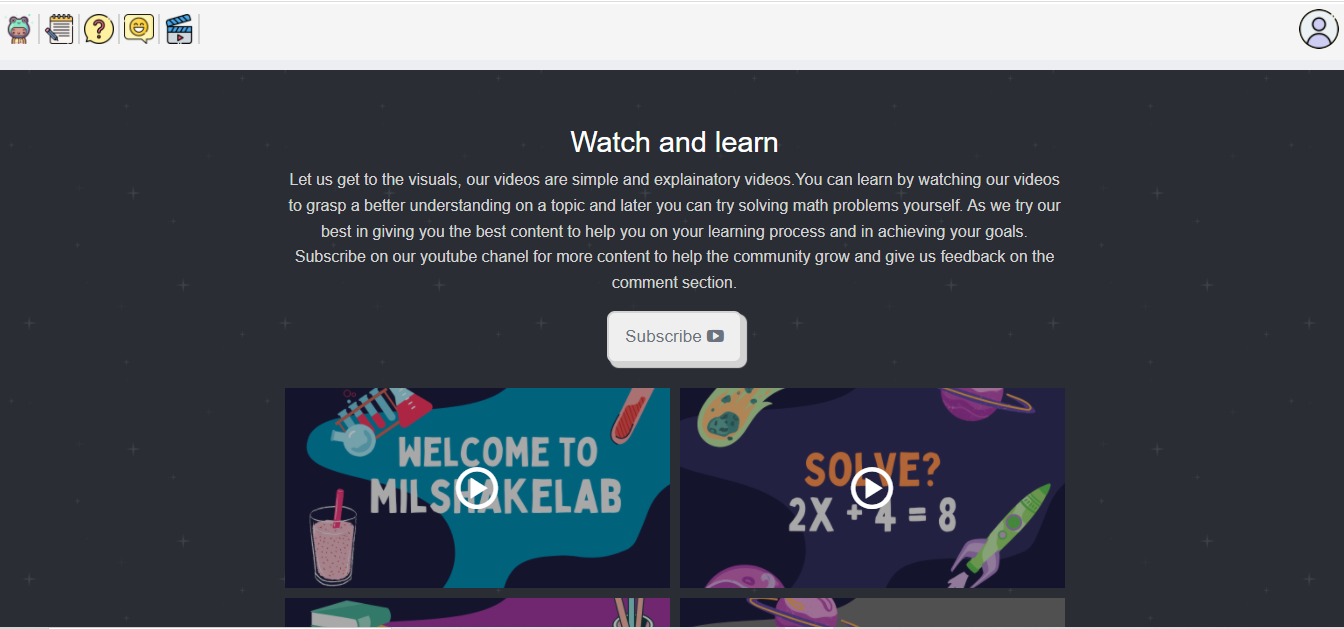 Watch and learn
Let us get to the visuals, our videos are simple and explainatory videos.You can learn by watching our videos
to grasp a better understanding on a topic and later you can try solving math problems yourself. As we try our
best in giving you the best content to help you on your learning process and in achieving your goals.
Subscribe on our youtube chanel for more content to help the community grow and give us feedback on the
comment section.
Subscribe
WELCOME TO
MILSHAKELAB
SOLVE?
2X + 4 = 8